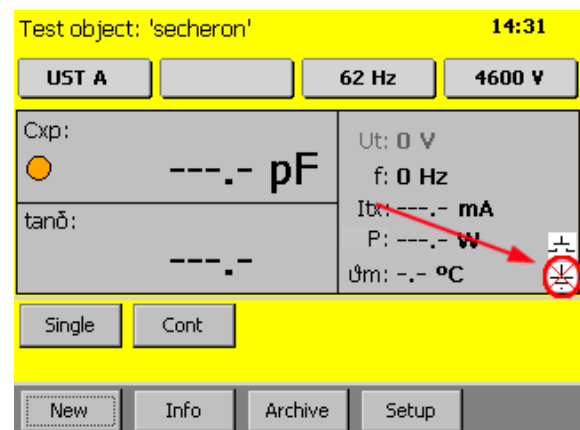 Test object: 'secheron' 14:31
UST A 62 Hz 4600 V
Cxp:
---.- pF
tanδ:
---.-
Ut: 0 V
f: 0 Hz
Itx: ---.- mA
P: ---.- W
ϑm: -.- ºC
Single Cont
New Info Archive Setup